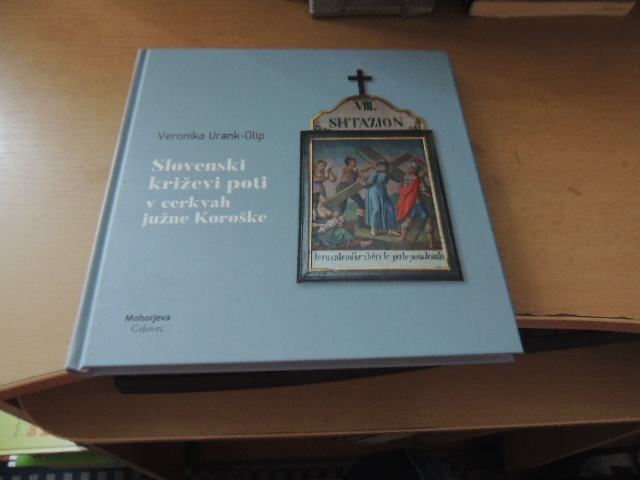 Veronika Urank-Olip
Slovenski
križevi poti
v cerkvah
južne Koroške
Mohorjeva
Celovec
VIII.
SHTAZION